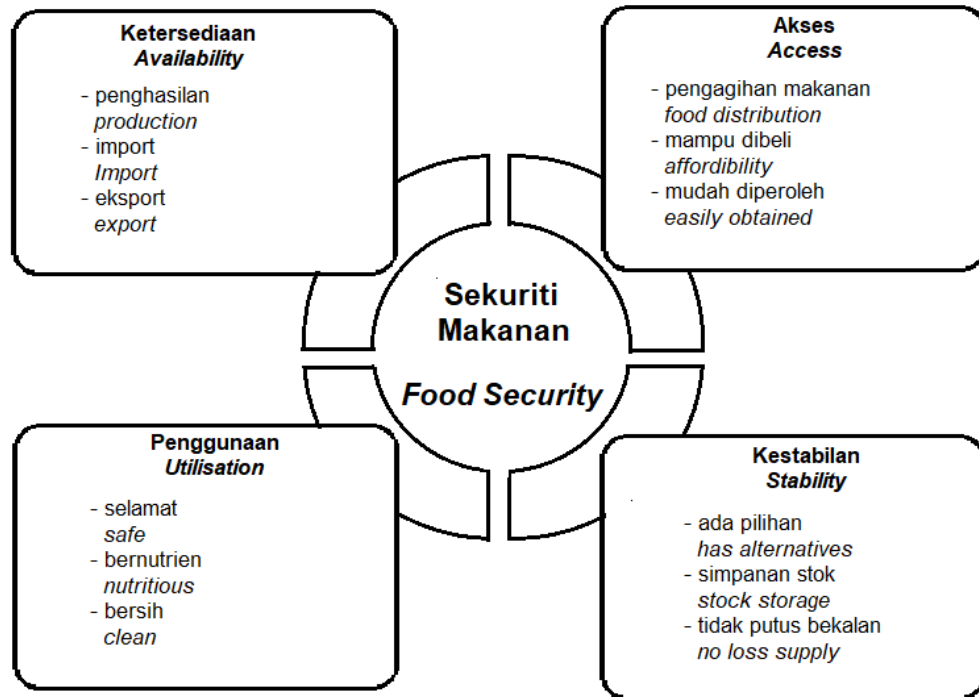 Ketersediaan
Availability
- penghasilan
production
- import
Import
- eksport
export
Akses
Access
- pengagihan makanan
food distribution
- mampu dibeli
affordibility
- mudah diperoleh
easily obtained
Sekuriti
Makanan
Food Security
Penggunaan
Utilisation
- selamat
safe
- bernutrien
nutritious
- bersih
clean
Kestabilan
Stability
- ada pilihan
has alternatives
- simpanan stok
stock storage
- tidak putus bekalan
no loss supply